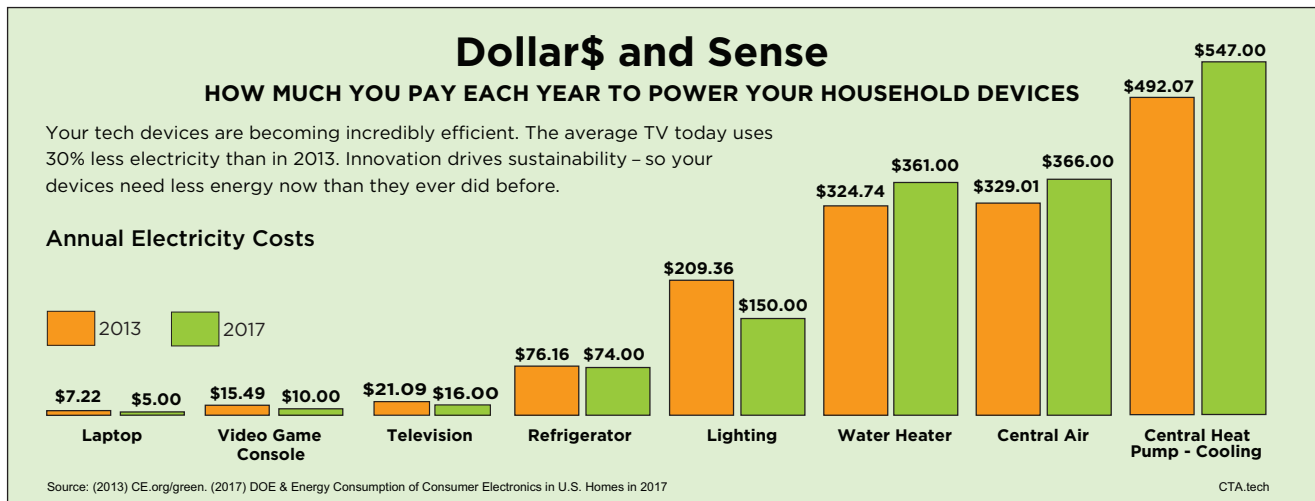 Dollar$ and Sense
HOW MUCH YOU PAY EACH YEAR TO POWER YOUR HOUSEHOLD DEVICES
Your tech devices are becoming incredibly efficient. The average TV today uses
30% less electricity than in 2013. Innovation drives sustainability – so your
devices need less energy now than they ever did before.
Annual Electricity Costs
2013 2017
$7.22 $5.00
$15.49 $10.00
$21.09 $16.00
$76.16 $74.00
$209.36 $150.00
$324.74 $361.00
$329.01 $366.00
$492.07 $547.00
Laptop
Video Game
Console
Television
Refrigerator
Lighting
Water Heater
Central Air
Central Heat
Pump - Cooling
Source: (2013) CE.org/green. (2017) DOE & Energy Consumption of Consumer Electronics in U.S. Homes in 2017
CTA.tech